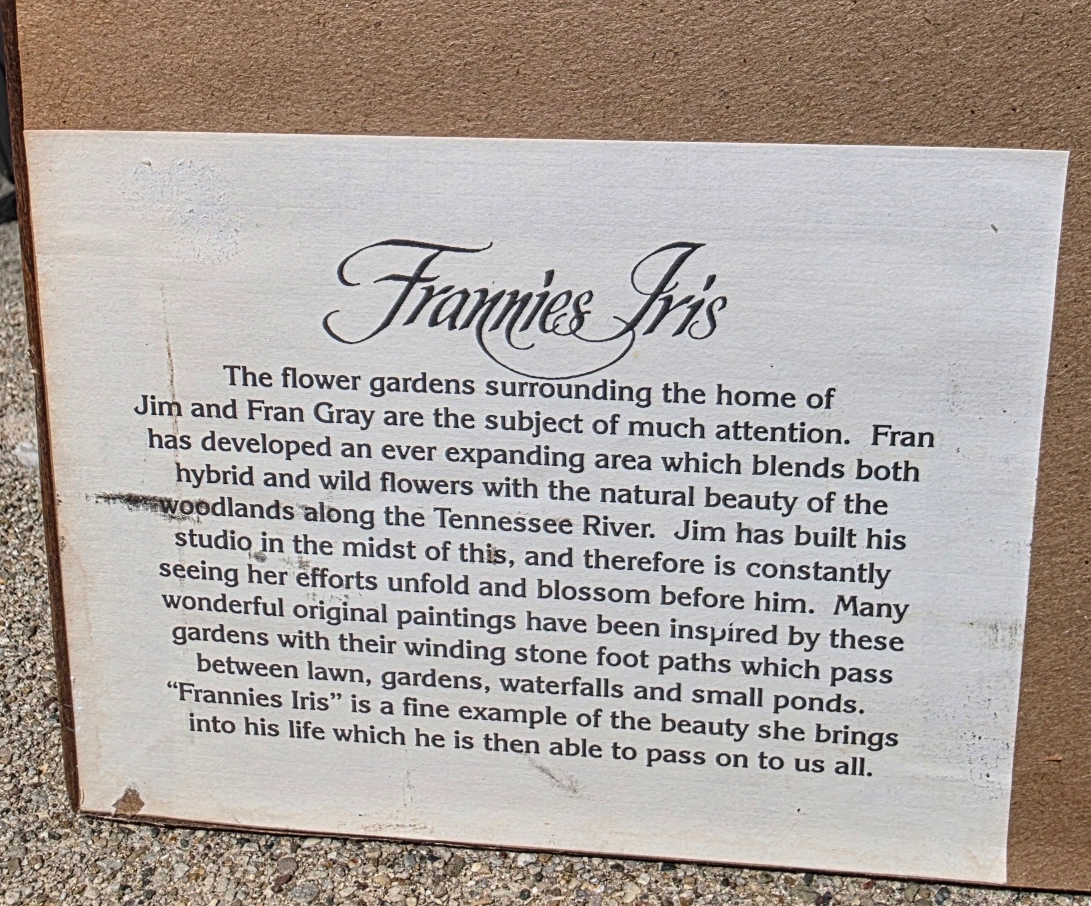 Frannies Iris
The flower gardens surrounding the home of
Jim and Fran Gray are the subject of much attention. Fran
has developed an ever expanding area which blends both
hybrid and wild flowers with the natural beauty of the
woodlands along the Tennessee River. Jim has built his
studio in the midst of this, and therefore is constantly
seeing her efforts unfold and blossom before him. Many
wonderful original paintings have been inspired by these
gardens with their winding stone foot paths which pass
between lawn, gardens, waterfalls and small ponds.
“Frannies Iris” is a fine example of the beauty she brings
into his life which he is then able to pass on to us all.